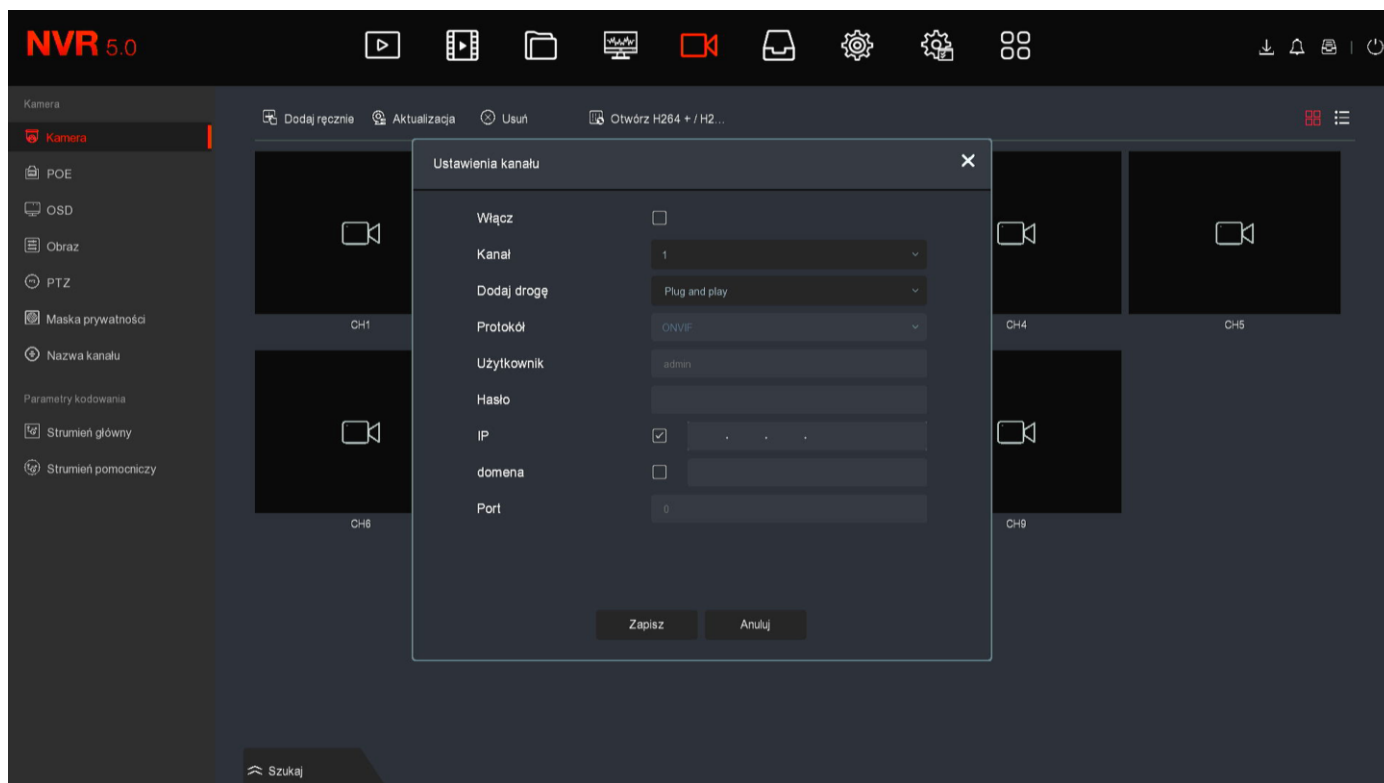 NVR 5.0
Kamera
Kamera
POE
OSD
Obraz
PTZ
Maska prywatności
Nazwa kanału
Parametry kodowania
Strumień główny
Strumień pomocniczy
Dodaj ręcznie Aktualizacja Usuń Otwórz H264 + / H2...
Ustawienia kanału
Włącz
Kanał 1
Dodaj drogę Plug and play
Protokół ONVIF
Użytkownik admin
Hasło
IP . . .
domena
Port 0
Zapisz Anuluj
CH1 CH4 CH5
CH6 CH9
Szukaj